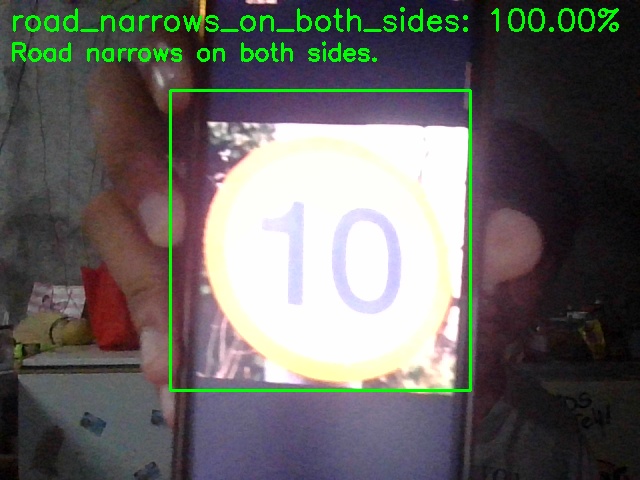 road_narrows_on_both_sides: 100.00%
Road narrows on both sides.
10